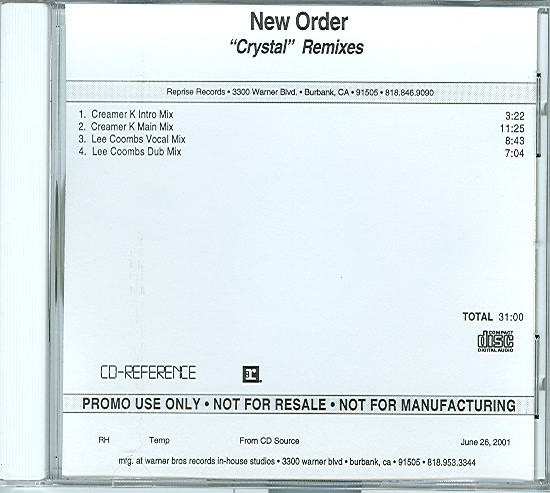 New Order
“Crystal” Remixes
Reprise Records • 3300 Warner Blvd. • Burbank, CA • 91505 • 818.846.9090
1. Creamer K Intro Mix 3:22
2. Creamer K Main Mix 11:25
3. Lee Coombs Vocal Mix 8:43
4. Lee Coombs Dub Mix 7:04
TOTAL 31:00
COMPACT
disc
DIGITAL AUDIO
CD-REFERENCE
PROMO USE ONLY • NOT FOR RESALE • NOT FOR MANUFACTURING
RH Temp From CD Source June 26, 2001
mfg. at warner bros records in-house studios • 3300 warner blvd • burbank, ca • 91505 • 818.953.3344